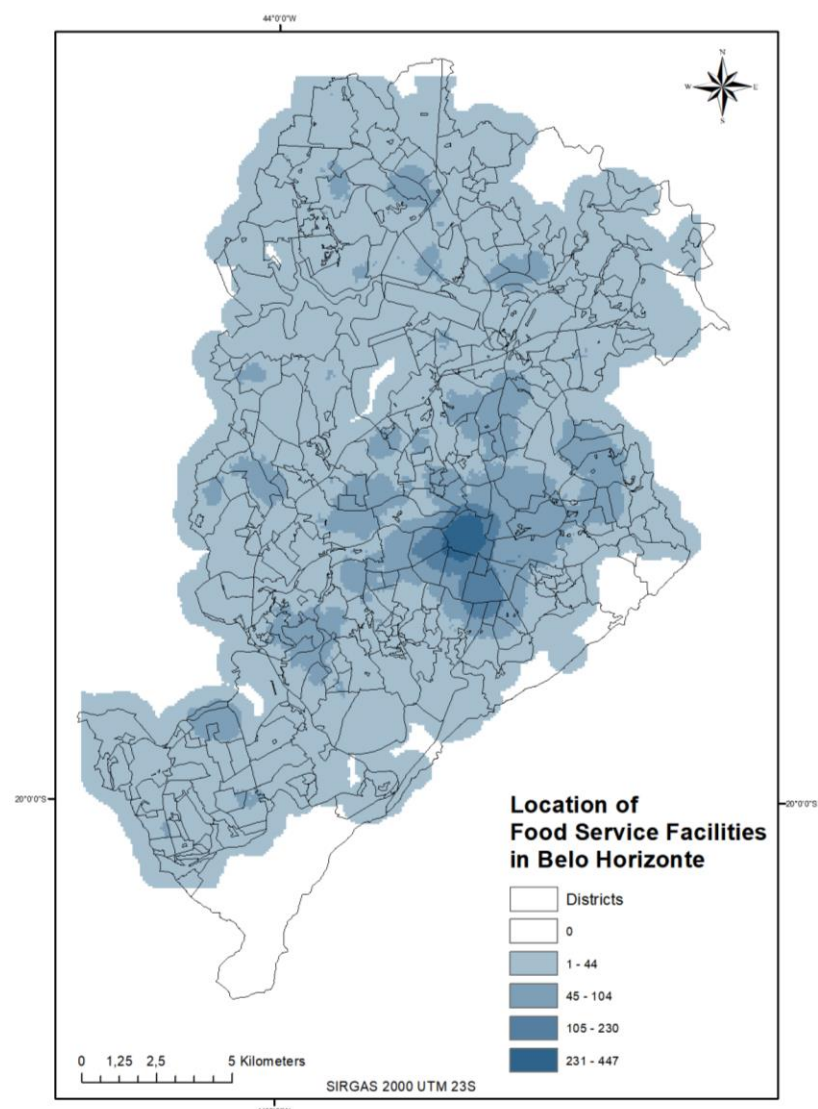 44°0'0"W
N
W
E
S
20°0'0"S
20°0'0"S
Location of
Food Service Facilities
in Belo Horizonte
Districts
0
1 - 44
45 - 104
105 - 230
231 - 447
0 1,25 2,5 5 Kilometers
SIRGAS 2000 UTM 23S